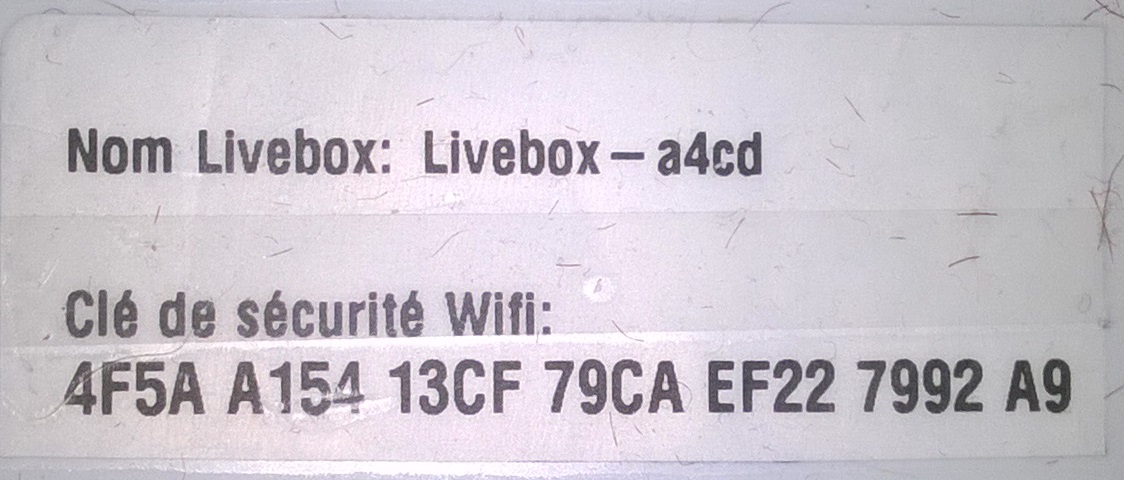 Nom Livebox: Livebox – a4cd
Clé de sécurité Wifi:
4F5A A154 13CF 79CA EF22 7992 A9